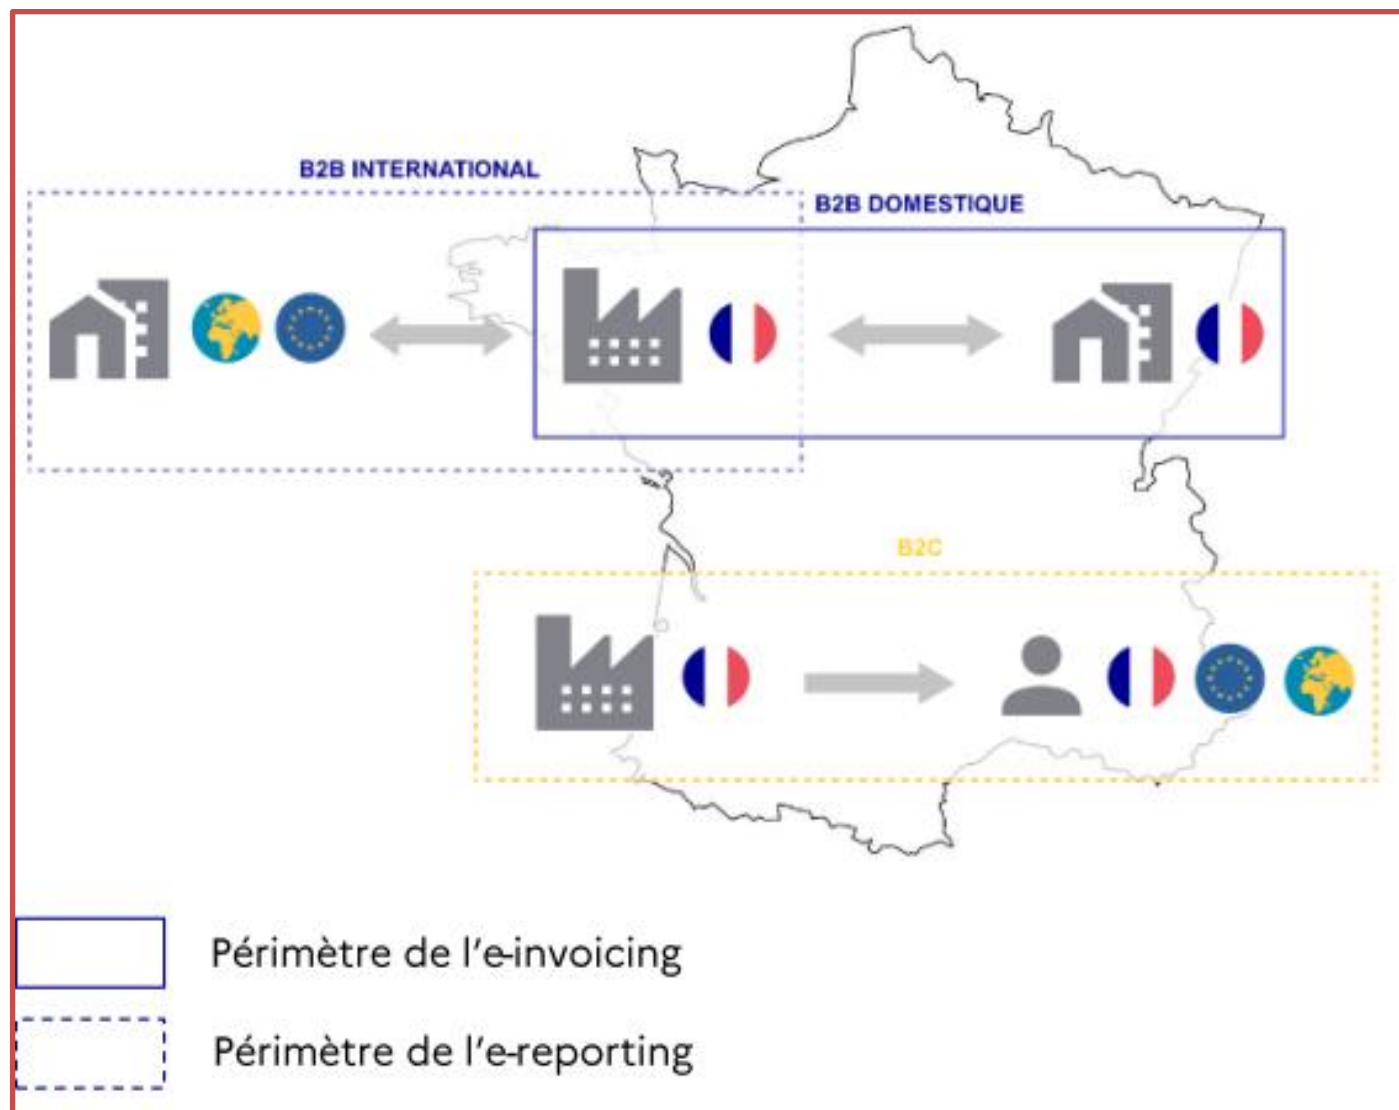 B2B INTERNATIONAL
B2B DOMESTIQUE
B2C
Périmètre de l'e-invoicing
Périmètre de l'e-reporting